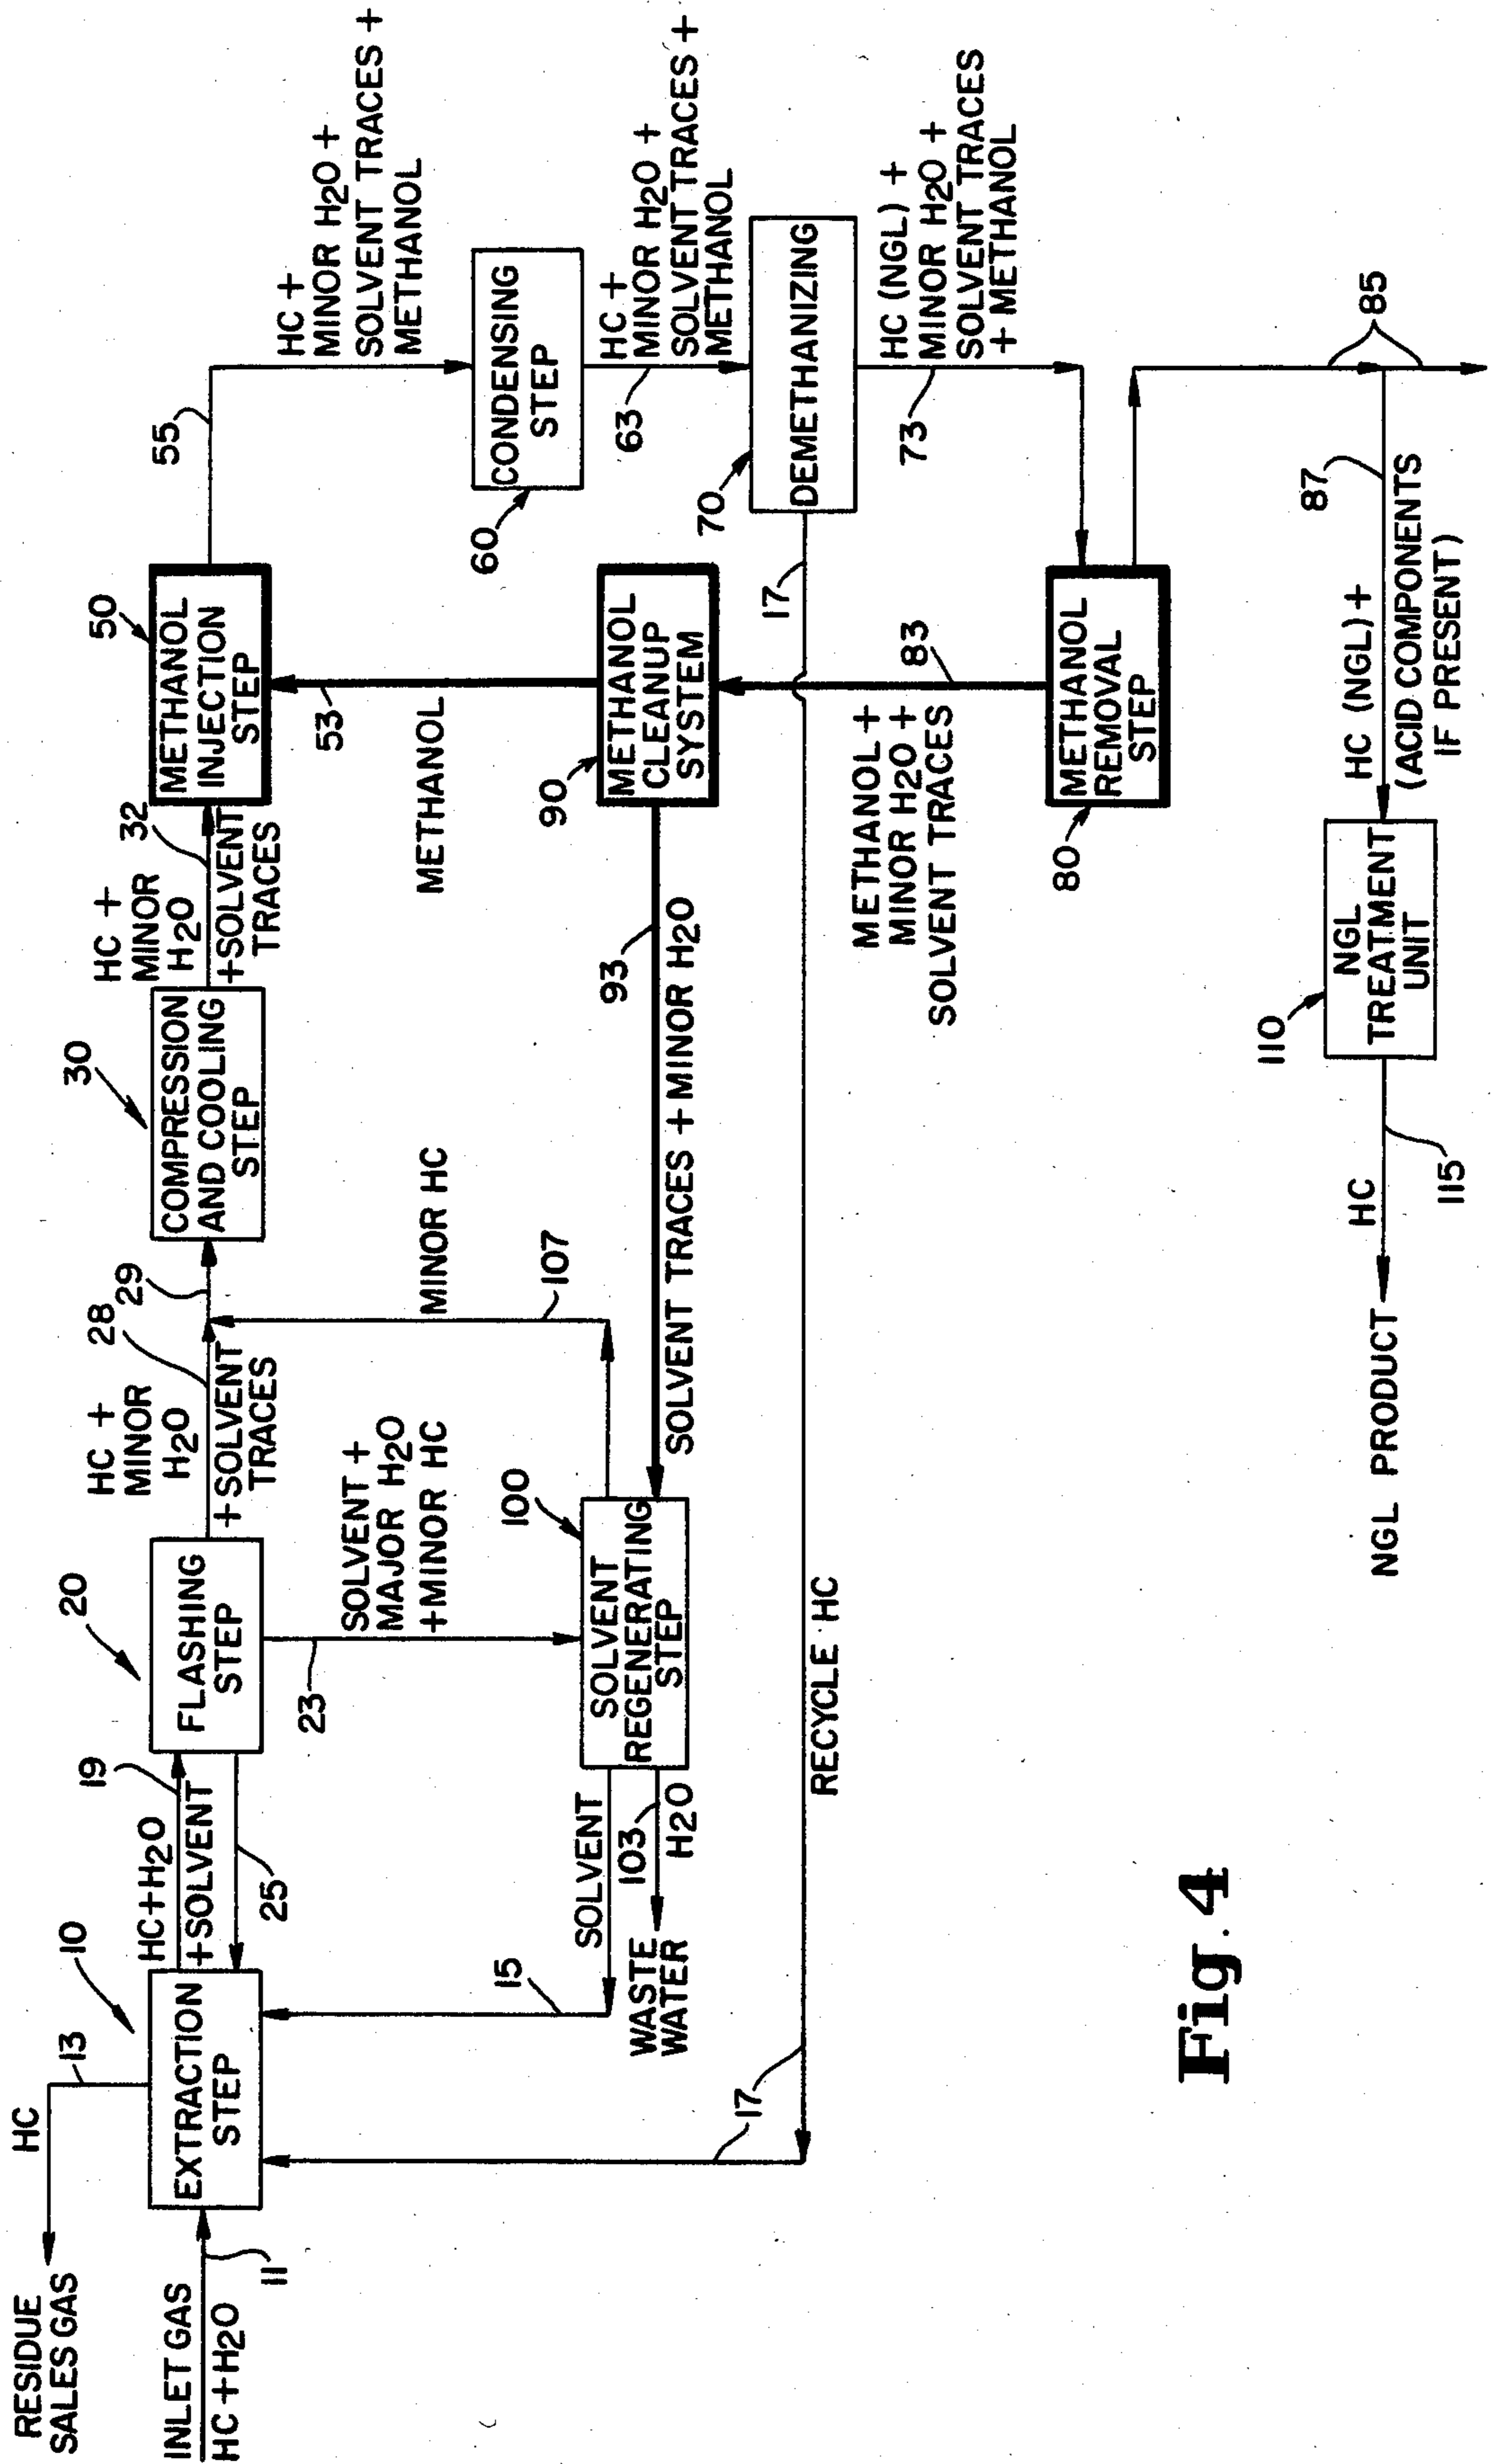 RESIDUE
SALES GAS
HC
13
INLET GAS
HC + H2O
11
10
EXTRACTION
STEP
19
HC+H2O
+SOLVENT
25
20
FLASHING
STEP
28
HC +
MINOR
H2O
+SOLVENT
TRACES
29
30
COMPRESSION
AND COOLING
STEP
32
HC +
MINOR
H2O
+SOLVENT
TRACES
50
METHANOL
INJECTION
STEP
55
HC +
MINOR H2O +
SOLVENT TRACES +
METHANOL
23
SOLVENT +
MAJOR H2O
+MINOR HC
MINOR HC
107
METHANOL
53
60
CONDENSING
STEP
63
HC +
MINOR H2O +
SOLVENT TRACES +
METHANOL
15
SOLVENT
103
H2O
WASTE
WATER
100
SOLVENT
REGENERATING
STEP
93
SOLVENT TRACES + MINOR H2O
90
METHANOL
CLEANUP
SYSTEM
70
DEMETHANIZING
17
17
RECYCLE HC
73
HC (NGL) +
MINOR H2O +
SOLVENT TRACES
+ METHANOL
83
METHANOL +
MINOR H2O +
SOLVENT TRACES
80
METHANOL
REMOVAL
STEP
85
87
HC (NGL) +
(ACID COMPONENTS
IF PRESENT)
110
NGL
TREATMENT
UNIT
HC
115
NGL PRODUCT
Fig. 4